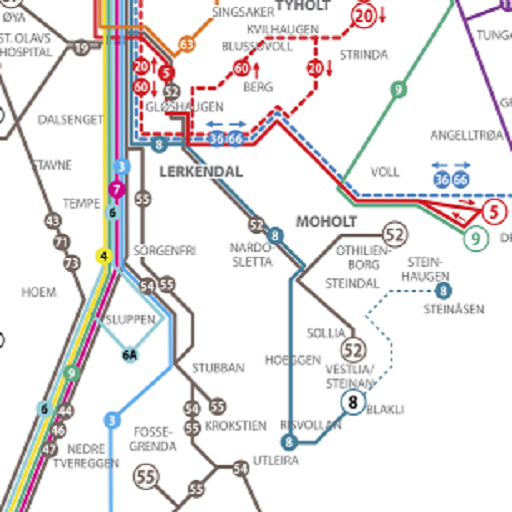 TYHOLT
ØYA
SINGSAKER
20
ST. OLAVS
HOSPITAL
19
KVILHAUGEN
TUNGA
63
BLUSSUVOLL
STRINDA
20
5
60
20
60
52
BERG
9
GLØSHAUGEN
DALSGENGET
ANGELLTRØA
36 66
8
STAVNE
3
LERKENDAL
VOLL
36 66
7
TEMPE
6
55
5
43
52
MOHOLT
52
9
71
8
4
SORGENFRI
NARDO-
SLETTA
OTHILIEN-
BORG
STEIN-
HAUGEN
73
54 55
STEINDAL
8
HOEM
STEINÅSEN
SLUPPEN
SOLLIA
6A
52
HOEGGEN
VESTLIA/
STEINAN
STUBBAN
9
8
BLAKLI
6
44
54
55
3
RISVOLLAN
46
55
KROKSTIEN
47
NEDRE
TVEREGGEN
FOSSE-
GRENDA
8
UTLEIRA
54
55
55